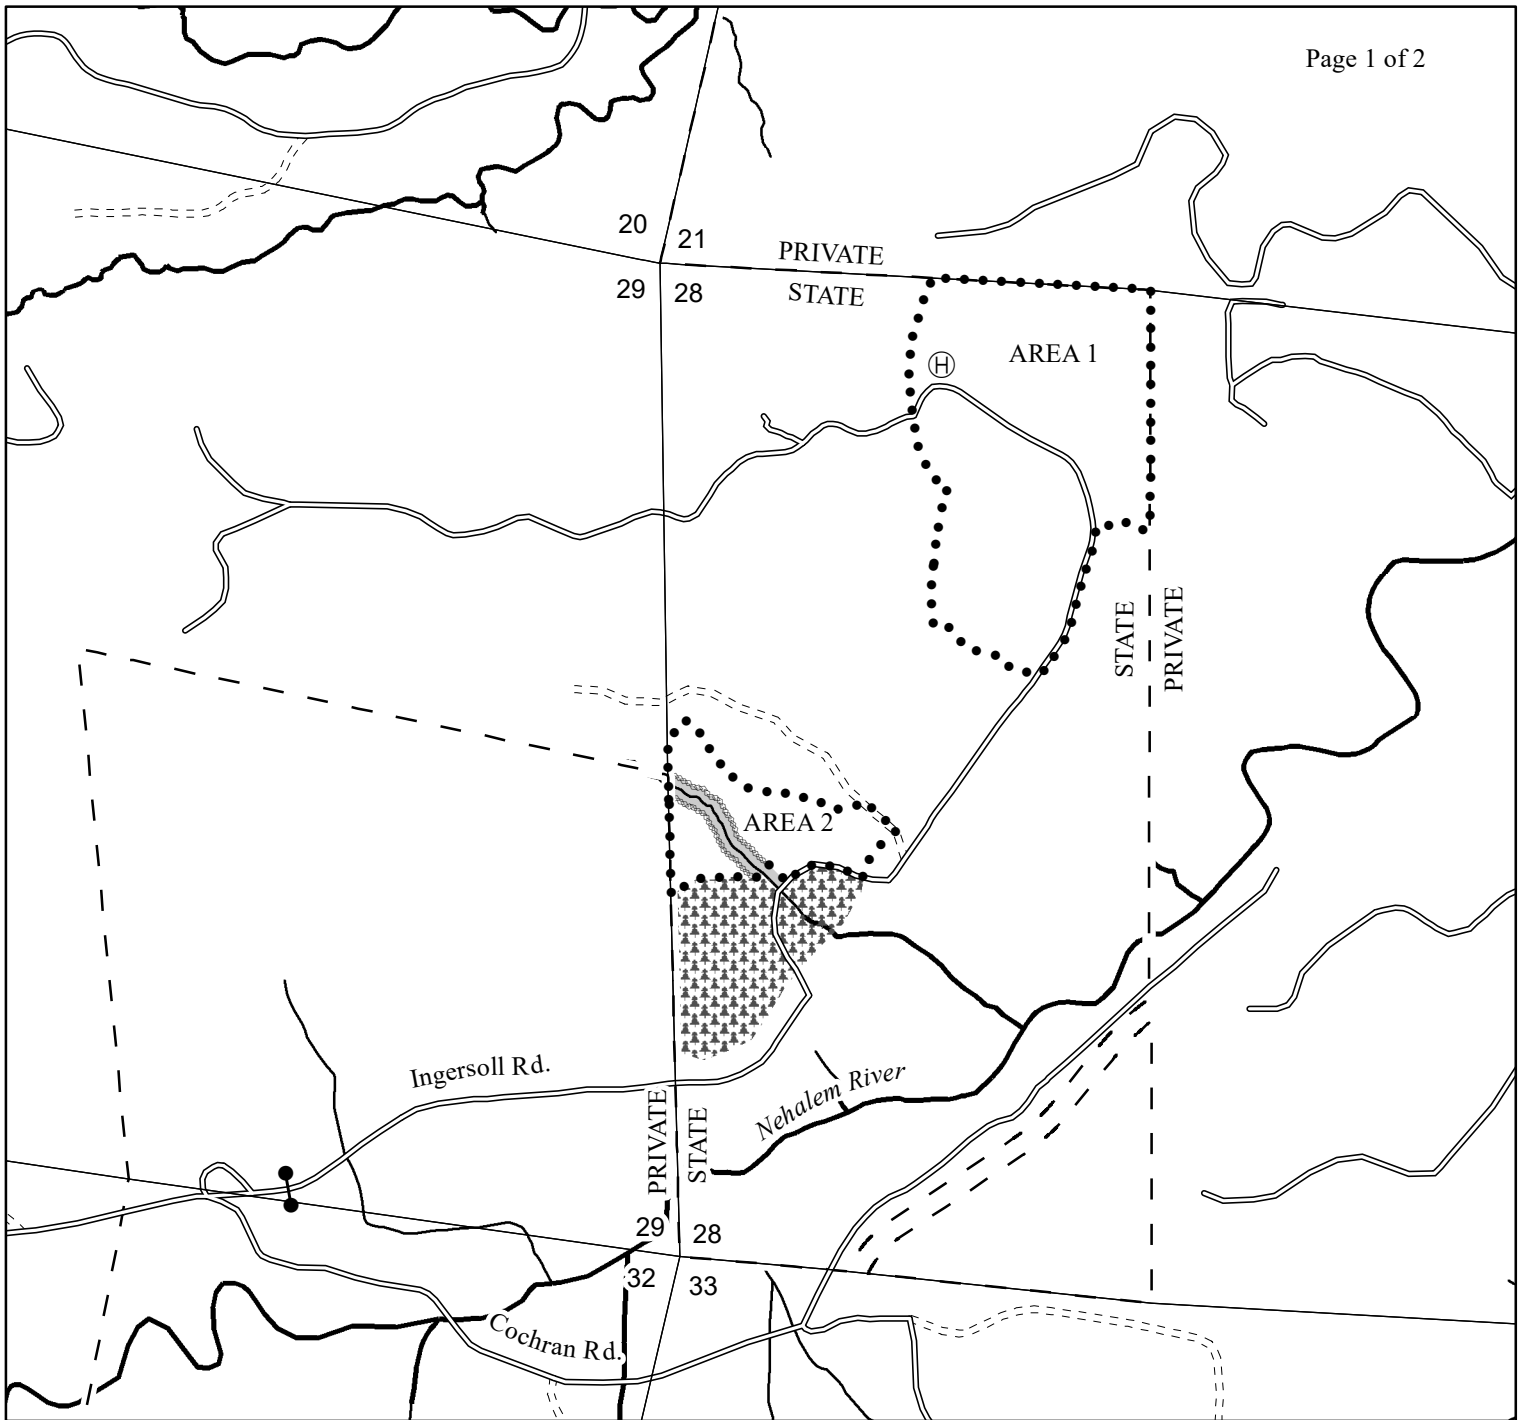 Page 1 of 2
20
21
PRIVATE
29
28
STATE
AREA 1
H
STATE
PRIVATE
AREA 2
Ingersoll Rd.
Nehalem River
PRIVATE
STATE
29
28
32
33
Cochran Rd.